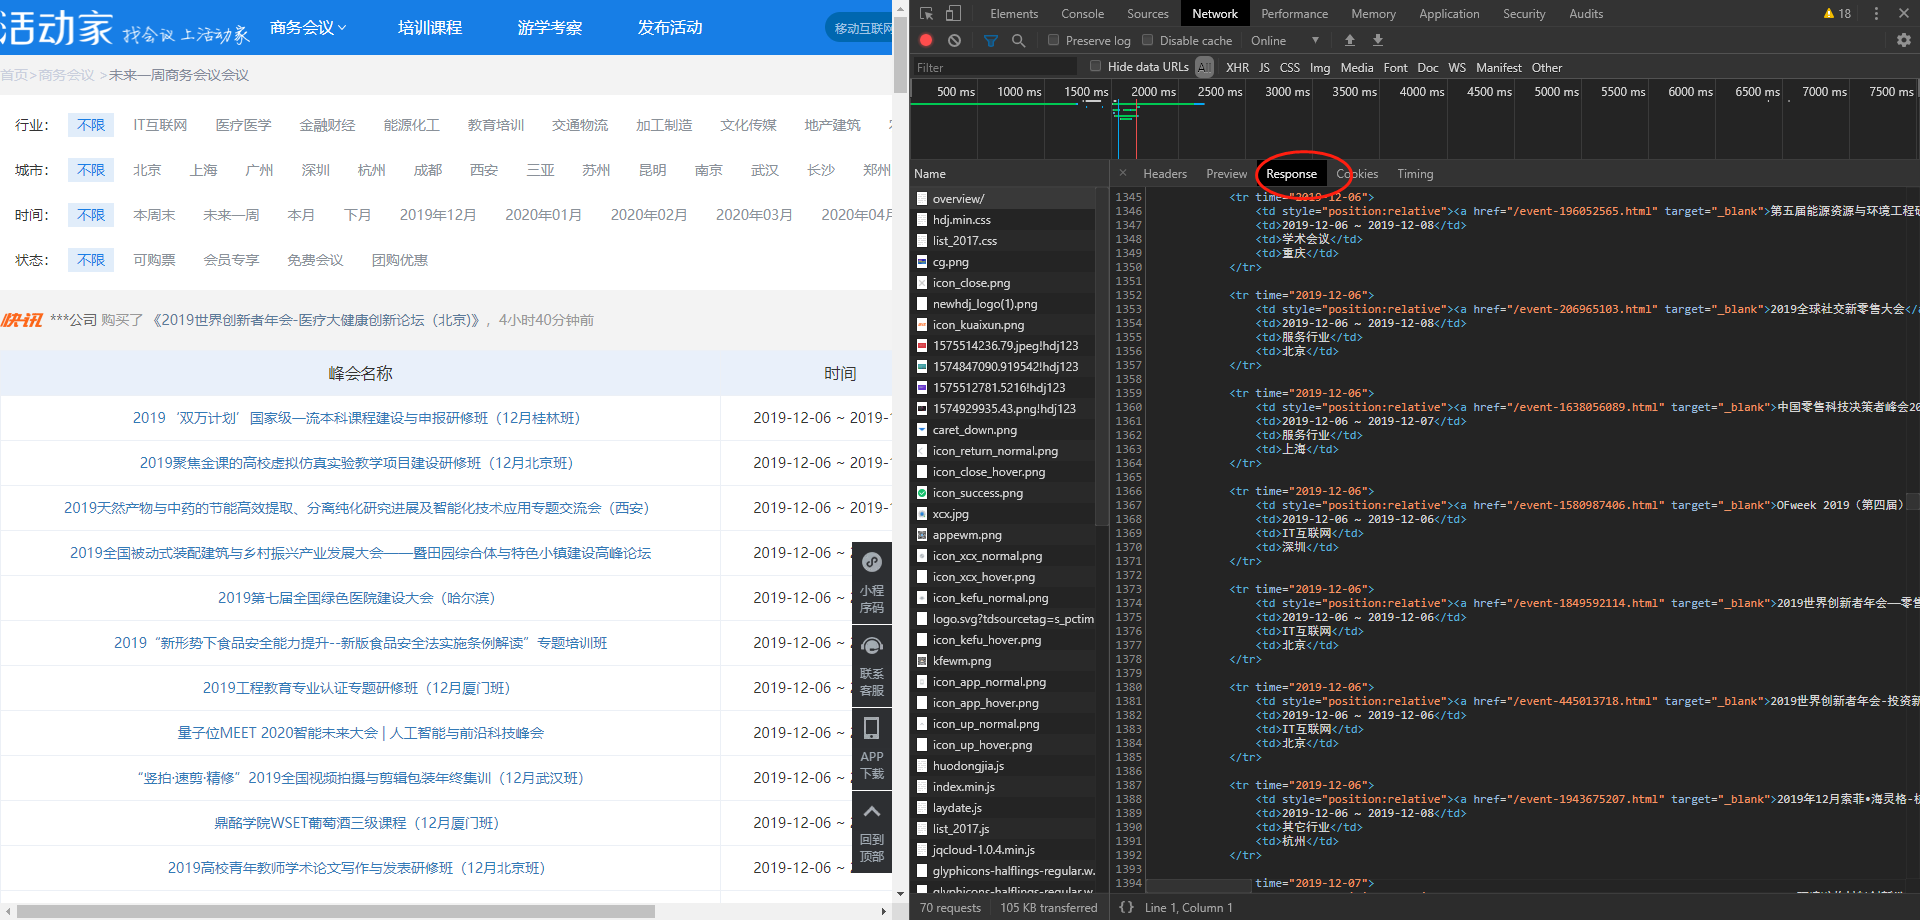 活动家 找会议 上活动家 商务会议 培训课程 游学考察 发布活动 移动互联网
首页>商务会议 >未来一周商务会议会议
行业： 不限 IT互联网 医疗医学 金融财经 能源化工 教育培训 交通物流 加工制造 文化传媒 地产建筑
城市： 不限 北京 上海 广州 深圳 杭州 成都 西安 三亚 苏州 昆明 南京 武汉 长沙 郑州
时间： 不限 本周末 未来一周 本月 下月 2019年12月 2020年01月 2020年02月 2020年03月 2020年04月
状态： 不限 可购票 会员专享 免费会议 团购优惠
快讯 ***公司 购买了 《2019世界创新者年会-医疗大健康创新论坛（北京）》，4小时40分钟前
峰会名称 时间
2019‘双万计划’国家级一流本科课程建设与申报研修班（12月桂林班） 2019-12-06 ~ 2019-1
2019聚焦金课的高校虚拟仿真实验教学项目建设研修班（12月北京班） 2019-12-06 ~ 2019-1
2019天然产物与中药的节能高效提取、分离纯化研究进展及智能化技术应用专题交流会（西安） 2019-12-06 ~ 2019-1
2019全国被动式装配建筑与乡村振兴产业发展大会——暨田园综合体与特色小镇建设高峰论坛 2019-12-06 ~ 2
2019第七届全国绿色医院建设大会（哈尔滨） 2019-12-06 ~ 2
2019“新形势下食品安全能力提升--新版食品安全法实施条例解读”专题培训班 2019-12-06 ~ 2
2019工程教育专业认证专题研修班（12月厦门班） 2019-12-06 ~ 2
量子位MEET 2020智能未来大会 | 人工智能与前沿科技峰会 2019-12-06 ~ 2
“竖拍·速剪·精修”2019全国视频拍摄与剪辑包装年终集训（12月武汉班） 2019-12-06 ~ 2
鼎酩学院WSET葡萄酒三级课程（12月厦门班） 2019-12-06 ~ 2
2019高校青年教师学术论文写作与发表研修班（12月北京班） 2019-12-06 ~ 2
小程
序码
联系
客服
APP
下载
回到
顶部
Elements Console Sources Network Performance Memory Application Security Audits 18
Preserve log Disable cache Online
Filter Hide data URLs All XHR JS CSS Img Media Font Doc WS Manifest Other
500 ms 1000 ms 1500 ms 2000 ms 2500 ms 3000 ms 3500 ms 4000 ms 4500 ms 5000 ms 5500 ms 6000 ms 6500 ms 7000 ms 7500 ms
Name
overview/
hdj.min.css
list_2017.css
cg.png
icon_close.png
newhdj_logo(1).png
icon_kuaixun.png
1575514236.79.jpeg!hdj123
1574847090.919542!hdj123
1575512781.5216!hdj123
1574929935.43.png!hdj123
caret_down.png
icon_return_normal.png
icon_close_hover.png
icon_success.png
xcx.jpg
appewm.png
icon_xcx_normal.png
icon_xcx_hover.png
icon_kefu_normal.png
logo.svg?tdsourcetag=s_pctim
icon_kefu_hover.png
kfewm.png
icon_app_normal.png
icon_app_hover.png
icon_up_normal.png
icon_up_hover.png
huodongjia.js
index.min.js
laydate.js
list_2017.js
jqcloud-1.0.4.min.js
glyphicons-halflings-regular.w
glyphicons-halflings-regular.w
70 requests 105 KB transferred
× Headers Preview Response Cookies Timing
1345 <tr time="2019-12-06">
1346 <td style="position:relative"><a href="/event-196052565.html" target="_blank">第五届能源资源与环境工程研
1347 <td>2019-12-06 ~ 2019-12-08</td>
1348 <td>学术会议</td>
1349 <td>重庆</td>
1350 </tr>
1351
1352 <tr time="2019-12-06">
1353 <td style="position:relative"><a href="/event-206965103.html" target="_blank">2019全球社交新零售大会</a
1354 <td>2019-12-06 ~ 2019-12-08</td>
1355 <td>服务行业</td>
1356 <td>北京</td>
1357 </tr>
1358
1359 <tr time="2019-12-06">
1360 <td style="position:relative"><a href="/event-1638056089.html" target="_blank">中国零售科技决策者峰会20
1361 <td>2019-12-06 ~ 2019-12-07</td>
1362 <td>服务行业</td>
1363 <td>上海</td>
1364 </tr>
1365
1366 <tr time="2019-12-06">
1367 <td style="position:relative"><a href="/event-1580987406.html" target="_blank">OFweek 2019（第四届）
1368 <td>2019-12-06 ~ 2019-12-06</td>
1369 <td>IT互联网</td>
1370 <td>深圳</td>
1371 </tr>
1372
1373 <tr time="2019-12-06">
1374 <td style="position:relative"><a href="/event-1849592114.html" target="_blank">2019世界创新者年会——零售
1375 <td>2019-12-06 ~ 2019-12-06</td>
1376 <td>IT互联网</td>
1377 <td>北京</td>
1378 </tr>
1379
1380 <tr time="2019-12-06">
1381 <td style="position:relative"><a href="/event-445013718.html" target="_blank">2019世界创新者年会-投资新
1382 <td>2019-12-06 ~ 2019-12-06</td>
1383 <td>IT互联网</td>
1384 <td>北京</td>
1385 </tr>
1386
1387 <tr time="2019-12-06">
1388 <td style="position:relative"><a href="/event-1943675207.html" target="_blank">2019年12月索菲•海灵格-杭
1389 <td>2019-12-06 ~ 2019-12-08</td>
1390 <td>其它行业</td>
1391 <td>杭州</td>
1392 </tr>
1393
1394 time="2019-12-07">
{} Line 1, Column 1